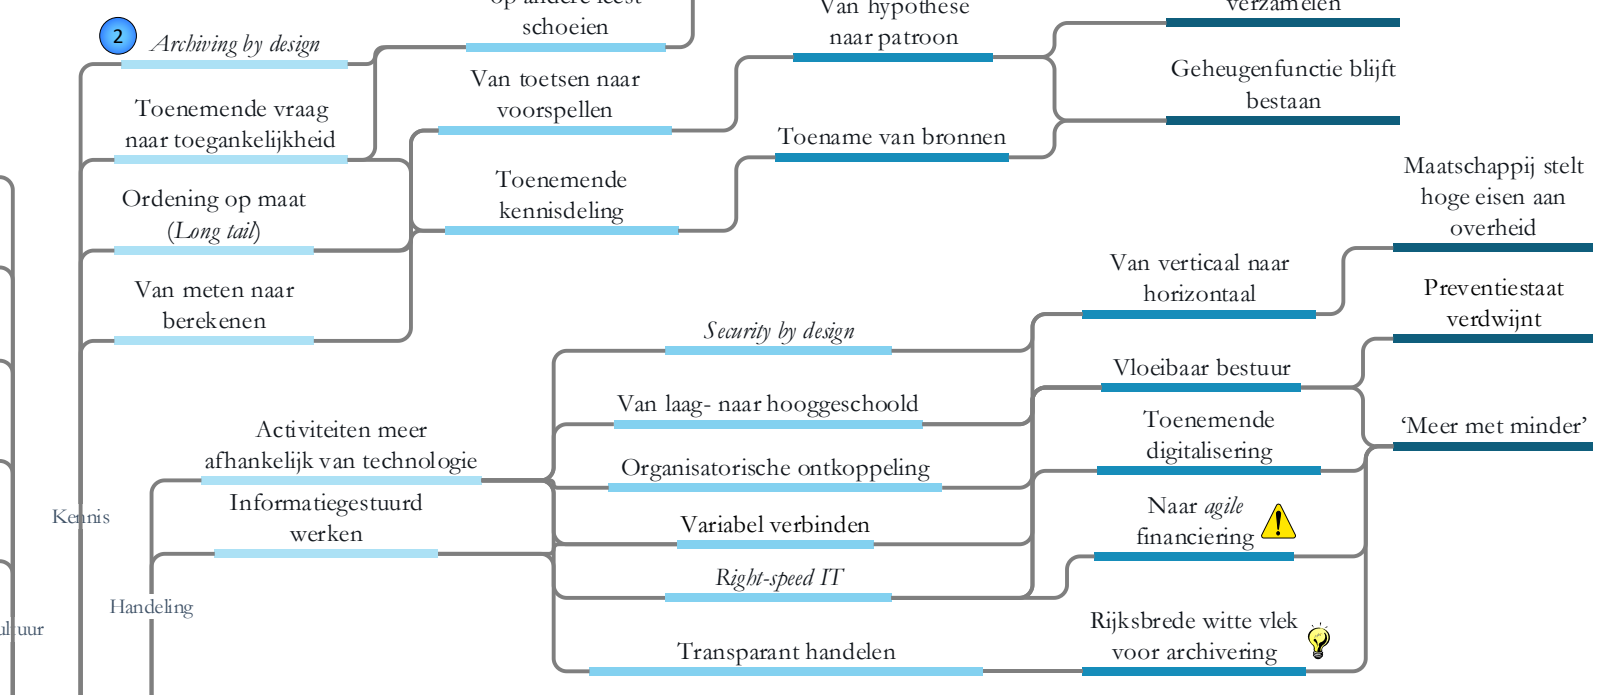 op andere leest
schoeien
2
Archiving by design
Toenemende vraag
naar toegankelijkheid
Ordening op maat
(Long tail)
Van meten naar
berekenen
Van toetsen naar
voorspellen
Toenemende
kennisdeling
Van hypothese
naar patroon
Toename van bronnen
verzamelen
Geheugenfunctie blijft
bestaan
Maatschappij stelt
hoge eisen aan
overheid
Van verticaal naar
horizontaal
Preventiestaat
verdwijnt
Security by design
Vloeibaar bestuur
Van laag- naar hooggeschoold
Toenemende
digitalisering
‘Meer met minder’
Activiteiten meer
afhankelijk van technologie
Organisatorische ontkoppeling
Informatiegestuurd
werken
Variabel verbinden
Naar agile
financiering
Kennis
Right-speed IT
Handeling
Rijksbrede witte vlek
voor archivering
Transparant handelen